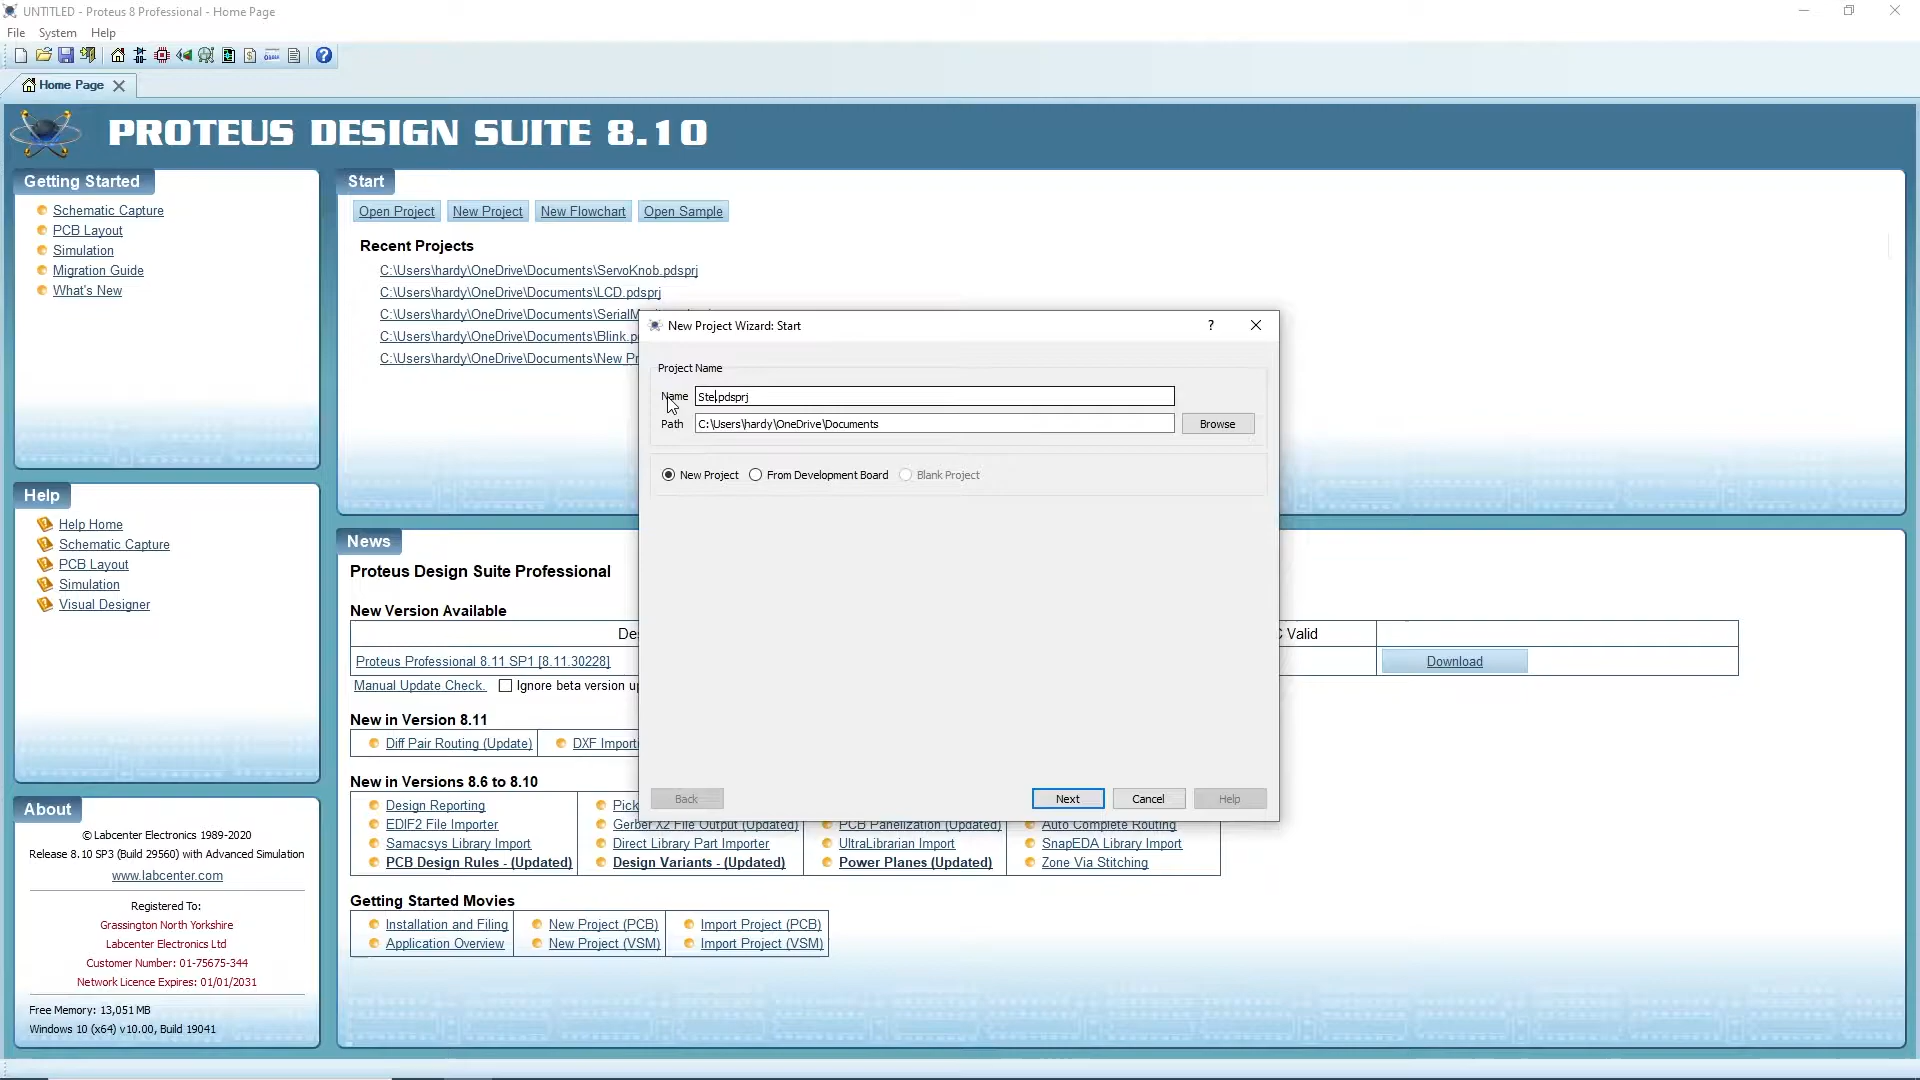 UNTITLED - Proteus 8 Professional - Home Page
File System Help
Home Page
PROTEUS DESIGN SUITE 8.10
Getting Started
Schematic Capture
PCB Layout
Simulation
Migration Guide
What's New
Start
Open Project New Project New Flowchart Open Sample
Recent Projects
C:\Users\hardy\OneDrive\Documents\ServoKnob.pdsprj
C:\Users\hardy\OneDrive\Documents\LCD.pdsprj
C:\Users\hardy\OneDrive\Documents\SerialM
C:\Users\hardy\OneDrive\Documents\Blink.p
C:\Users\hardy\OneDrive\Documents\New Pr
New Project Wizard: Start
?
Project Name
Name Ste.pdsprj
Path C:\Users\hardy\OneDrive\Documents Browse
New Project From Development Board Blank Project
Back Next Cancel Help
Help
Help Home
Schematic Capture
PCB Layout
Simulation
Visual Designer
News
Proteus Design Suite Professional
New Version Available
De Valid
Proteus Professional 8.11 SP1 [8.11.30228] Download
Manual Update Check. Ignore beta version up
New in Version 8.11
Diff Pair Routing (Update) DXF Importi
New in Versions 8.6 to 8.10
Design Reporting Pick
EDIF2 File Importer Gerber X2 File Output (Updated) PCB Panelization (Updated) Auto Complete Routing
Samacsys Library Import Direct Library Part Importer UltraLibrarian Import SnapEDA Library Import
PCB Design Rules - (Updated) Design Variants - (Updated) Power Planes (Updated) Zone Via Stitching
Getting Started Movies
Installation and Filing New Project (PCB) Import Project (PCB)
Application Overview New Project (VSM) Import Project (VSM)
About
© Labcenter Electronics 1989-2020
Release 8.10 SP3 (Build 29560) with Advanced Simulation
www.labcenter.com
Registered To:
Grassington North Yorkshire
Labcenter Electronics Ltd
Customer Number: 01-75675-344
Network Licence Expires: 01/01/2031
Free Memory: 13,051 MB
Windows 10 (x64) v10.00, Build 19041